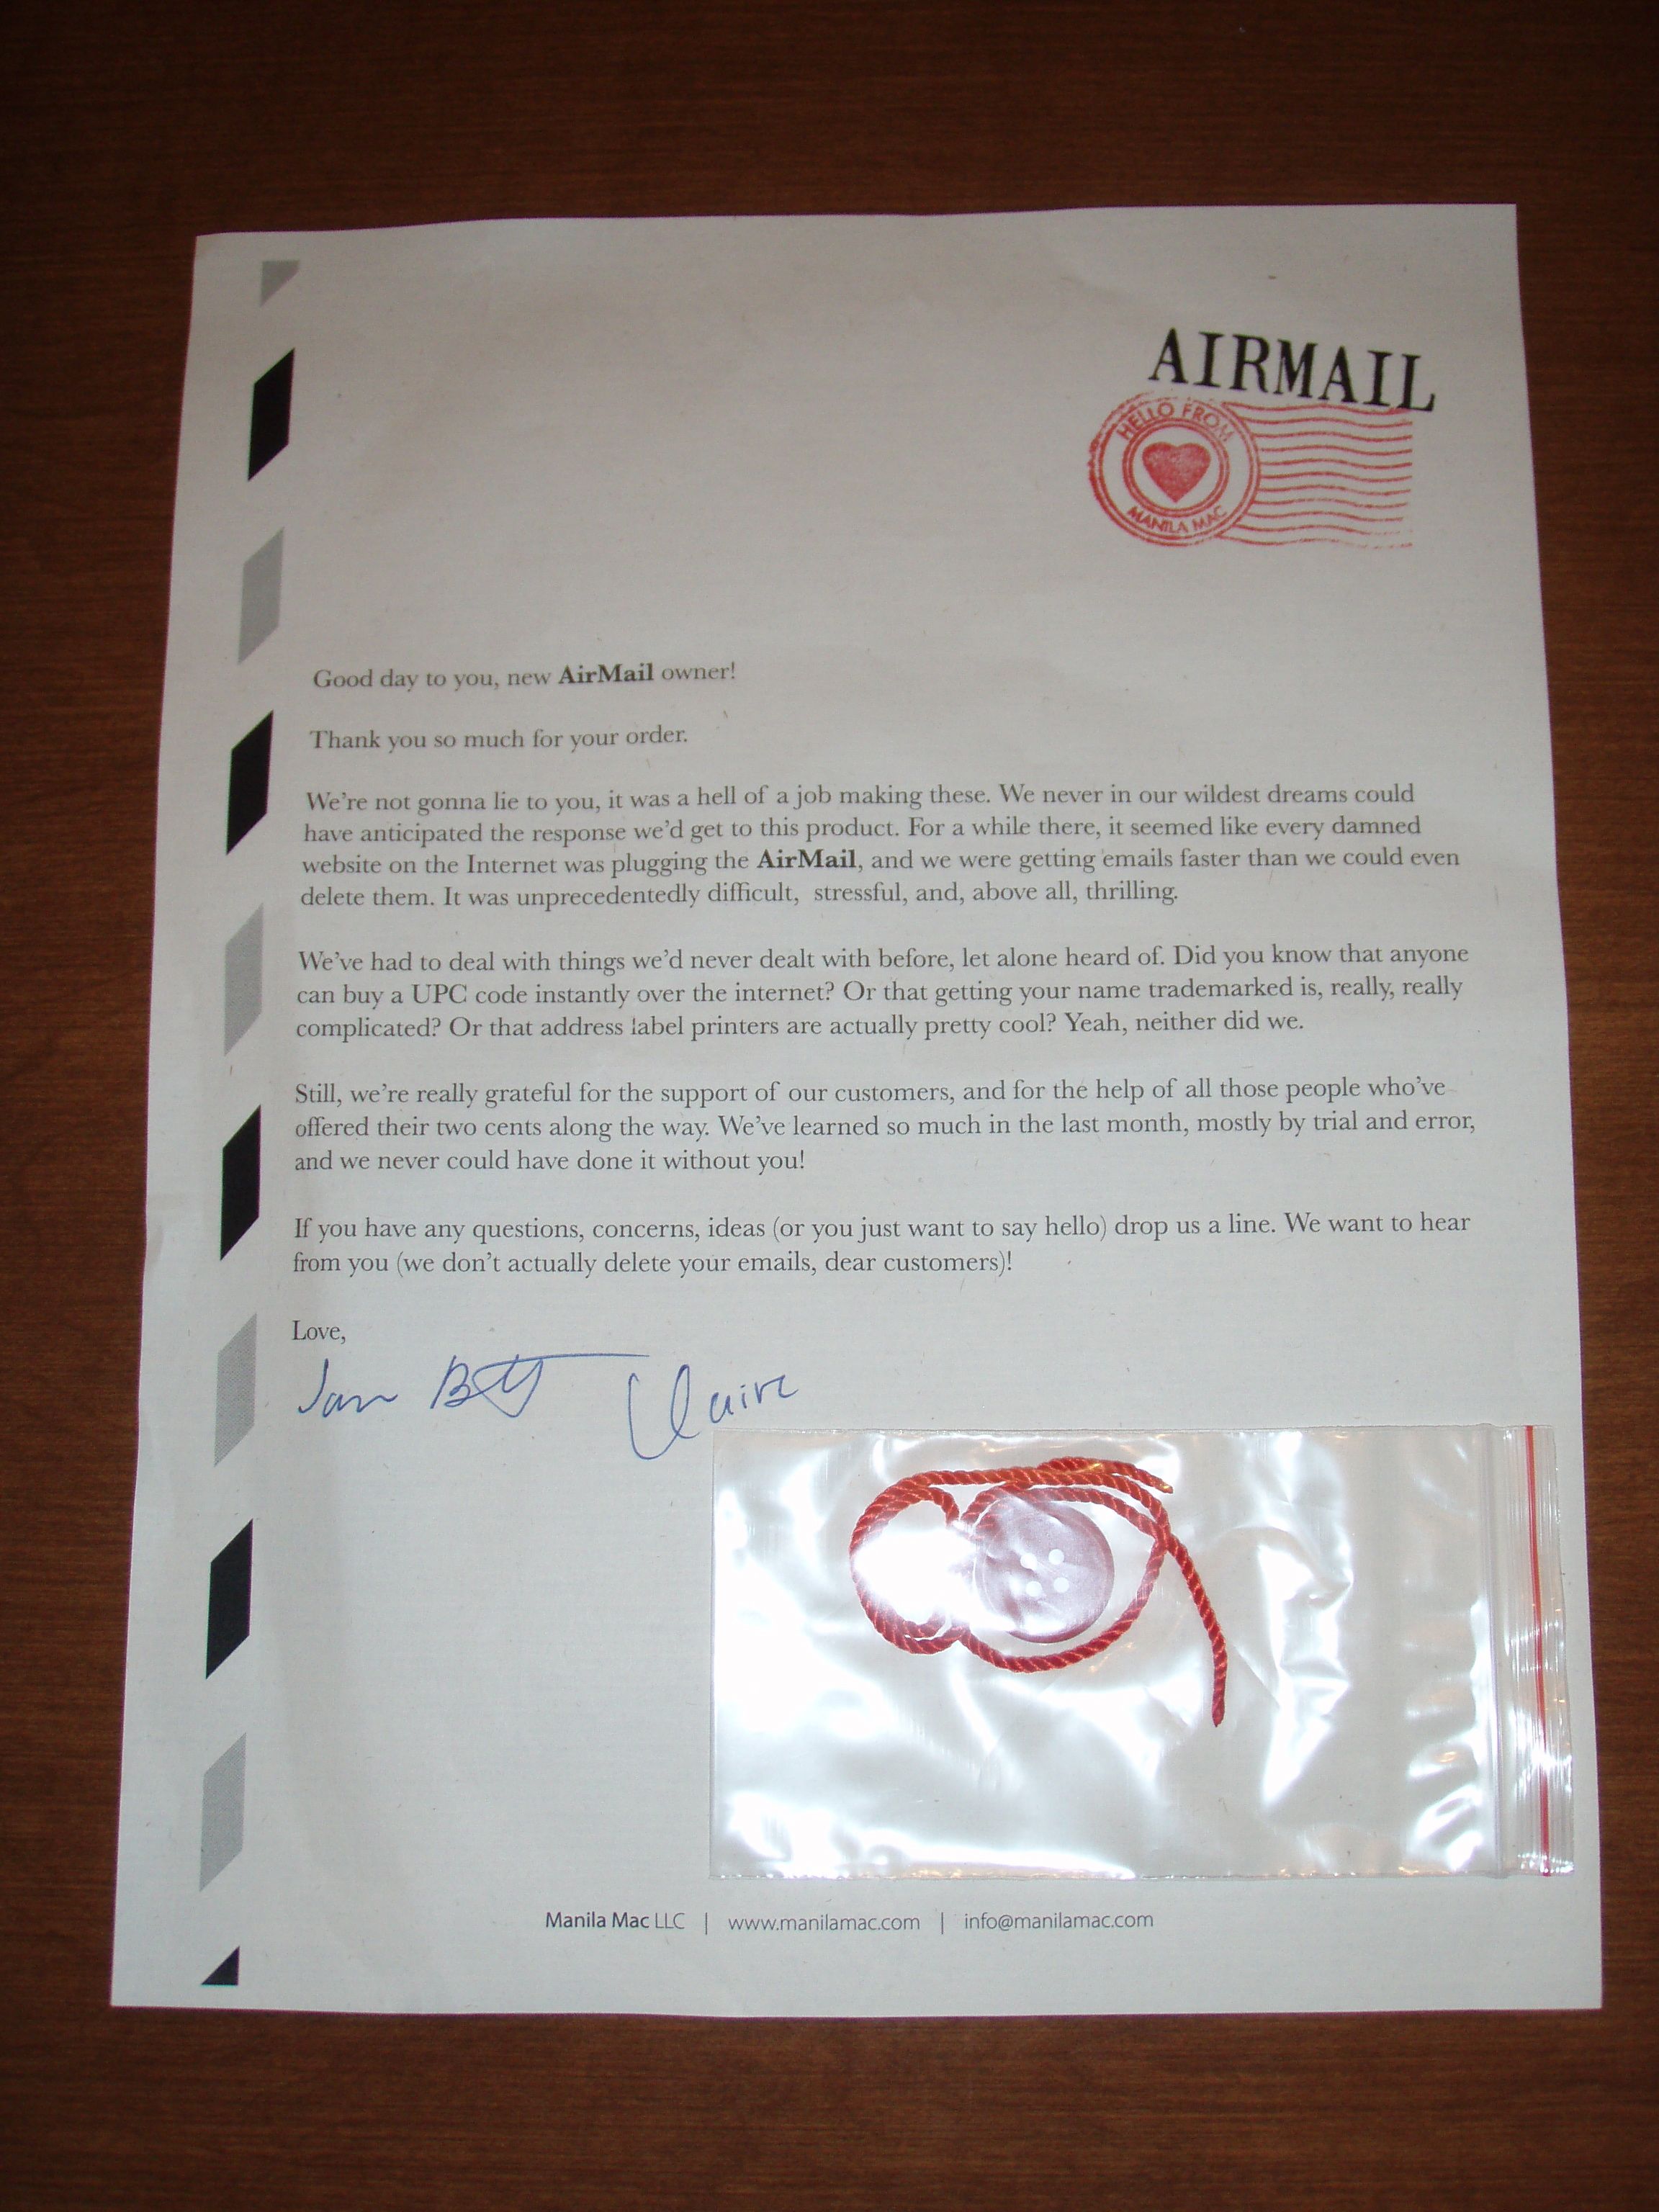 AIRMAIL
HELLO FROM
MANILA MAC
Good day to you, new AirMail owner!
Thank you so much for your order.
We're not gonna lie to you, it was a hell of a job making these. We never in our wildest dreams could
have anticipated the response we'd get to this product. For a while there, it seemed like every damned
website on the Internet was plugging the AirMail, and we were getting emails faster than we could even
delete them. It was unprecedentedly difficult, stressful, and, above all, thrilling.
We've had to deal with things we'd never dealt with before, let alone heard of. Did you know that anyone
can buy a UPC code instantly over the internet? Or that getting your name trademarked is, really, really
complicated? Or that address label printers are actually pretty cool? Yeah, neither did we.
Still, we're really grateful for the support of our customers, and for the help of all those people who've
offered their two cents along the way. We've learned so much in the last month, mostly by trial and error,
and we never could have done it without you!
If you have any questions, concerns, ideas (or you just want to say hello) drop us a line. We want to hear
from you (we don't actually delete your emails, dear customers)!
Love,
Claire
Manila Mac LLC | www.manilamac.com | info@manilamac.com